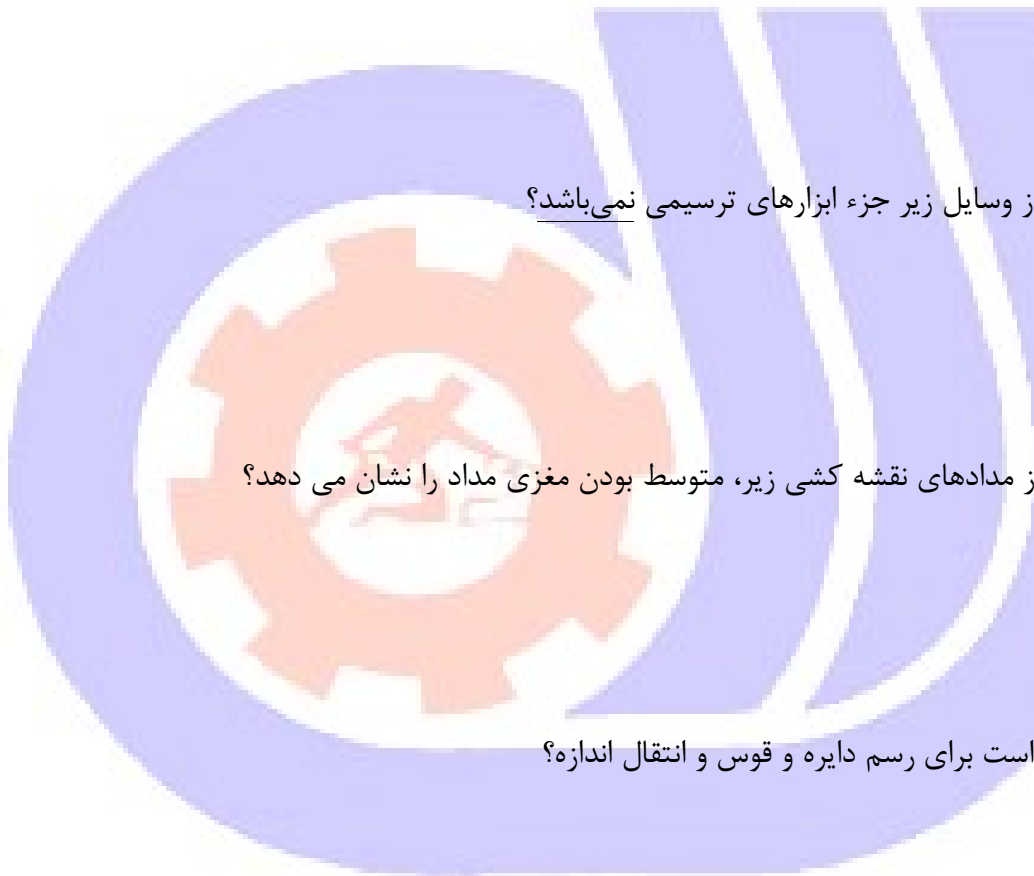 ز وسایل زیر جزء ابزارهای ترسیمی نمی‌باشد؟
ز مدادهای نقشه کشی زیر، متوسط بودن مغزی مداد را نشان می دهد؟
است برای رسم دایره و قوس و انتقال اندازه؟